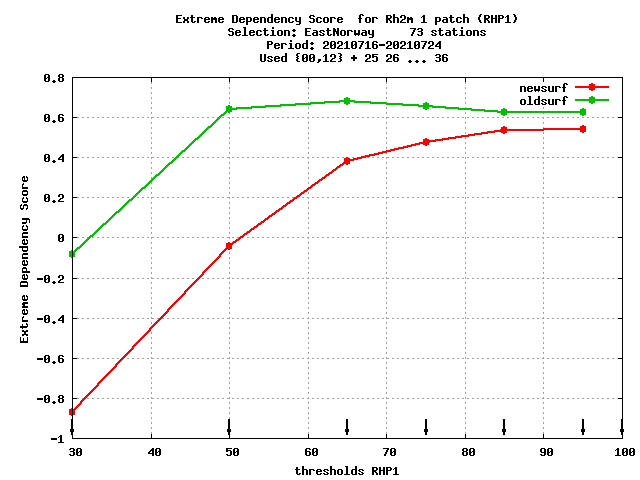 Extreme Dependency Score  for Rh2m 1 patch (RHP1)
Selection: EastNorway     73 stations
Period: 20210716-20210724
Used {00,12} + 25 26 ... 36
0.8
0.6
0.4
0.2
0
-0.2
-0.4
-0.6
-0.8
-1
Extreme Dependency Score
newsurf
oldsurf
30 40 50 60 70 80 90 100
thresholds RHP1